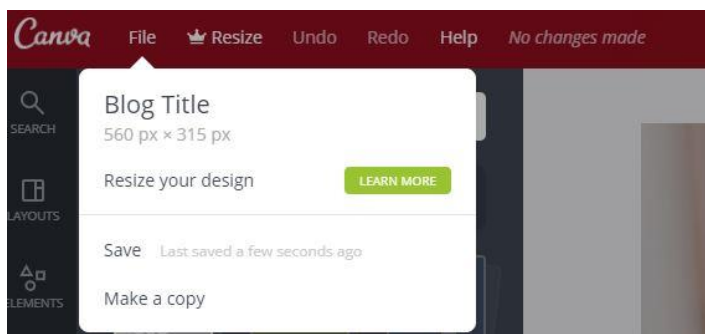 Canva File Resize Undo Redo Help No changes made
SEARCH
LAYOUTS
ELEMENTS
Blog Title
560 px × 315 px
Resize your design LEARN MORE
Save Last saved a few seconds ago
Make a copy